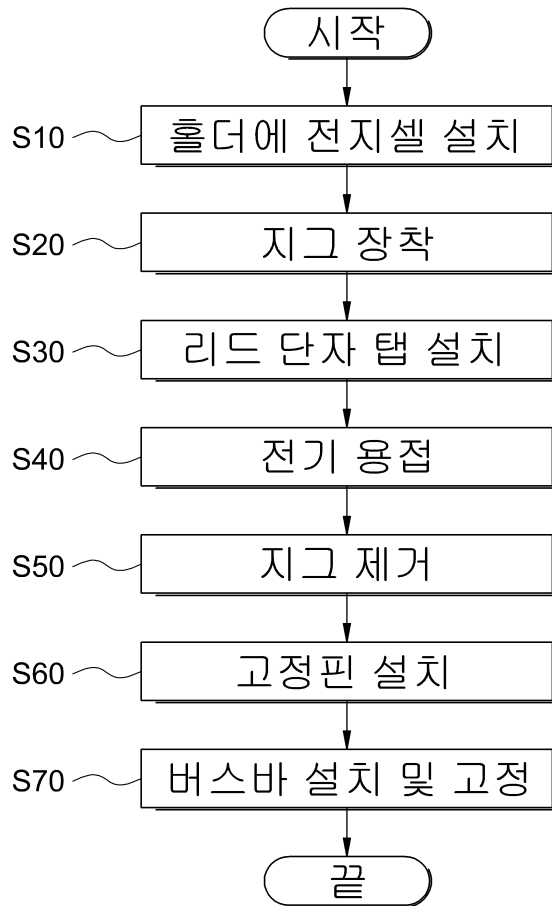 시작
S10 홀더에 전지셀 설치
S20 지그 장착
S30 리드 단자 탭 설치
S40 전기 용접
S50 지그 제거
S60 고정핀 설치
S70 버스바 설치 및 고정
끝